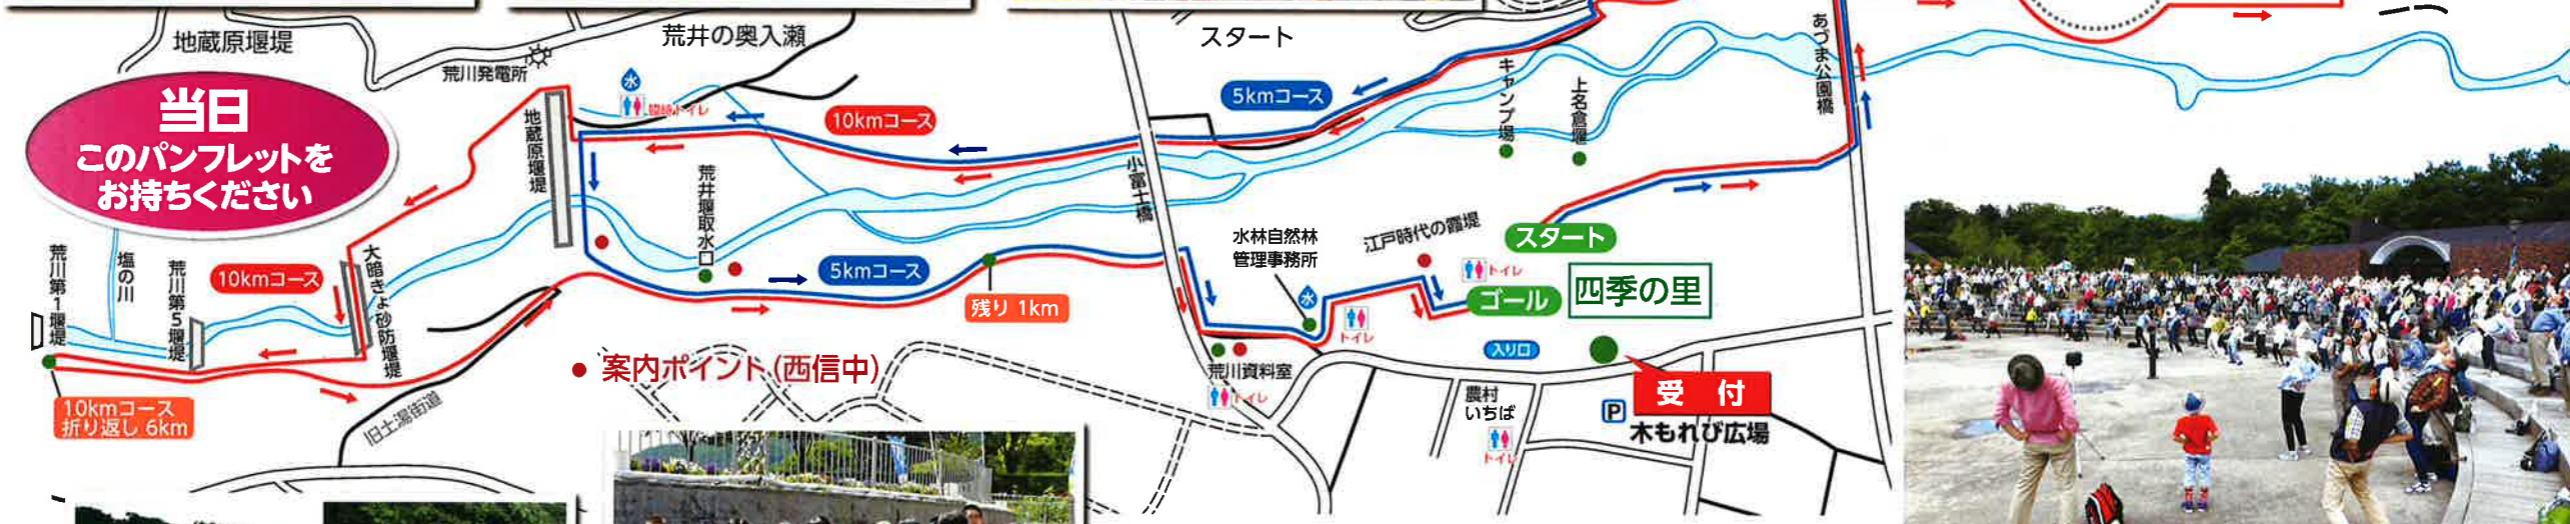 地蔵原堰堤
荒井の奥入瀬
スタート
荒川発電所
あづま公園橋
当日
このパンフレットを
お持ちください
水
トイレ
地蔵原堰堤
10kmコース
5kmコース
キャンプ場
上名倉堰
小富士橋
荒井堰取水口
荒川第1堰堤
塩の川
荒川第5堰堤
10kmコース
大暗きょ砂防堰堤
5kmコース
残り 1km
水林自然林
管理事務所
江戸時代の霞堤
スタート
トイレ
ゴール
四季の里
水
トイレ
入り口
荒川資料室
トイレ
案内ポイント(西信中)
受 付
P
木もれび広場
農村
いちば
トイレ
10kmコース
折り返し 6km
旧土湯街道